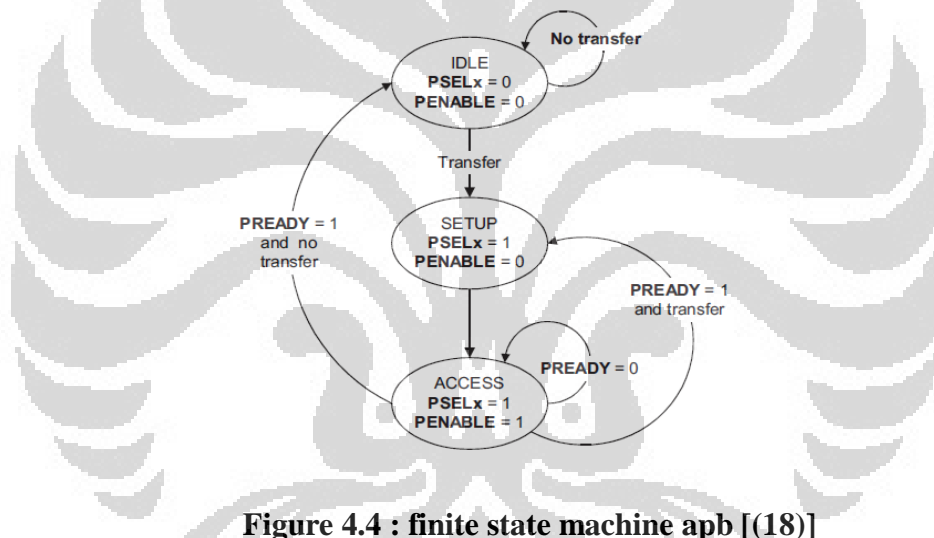 No transfer
IDLE
PSELx = 0
PENABLE = 0
Transfer
SETUP
PSELx = 1
PENABLE = 0
PREADY = 1
and no
transfer
PREADY = 1
and transfer
ACCESS
PSELx = 1
PENABLE = 1
PREADY = 0
Figure 4.4 : finite state machine apb [(18)]